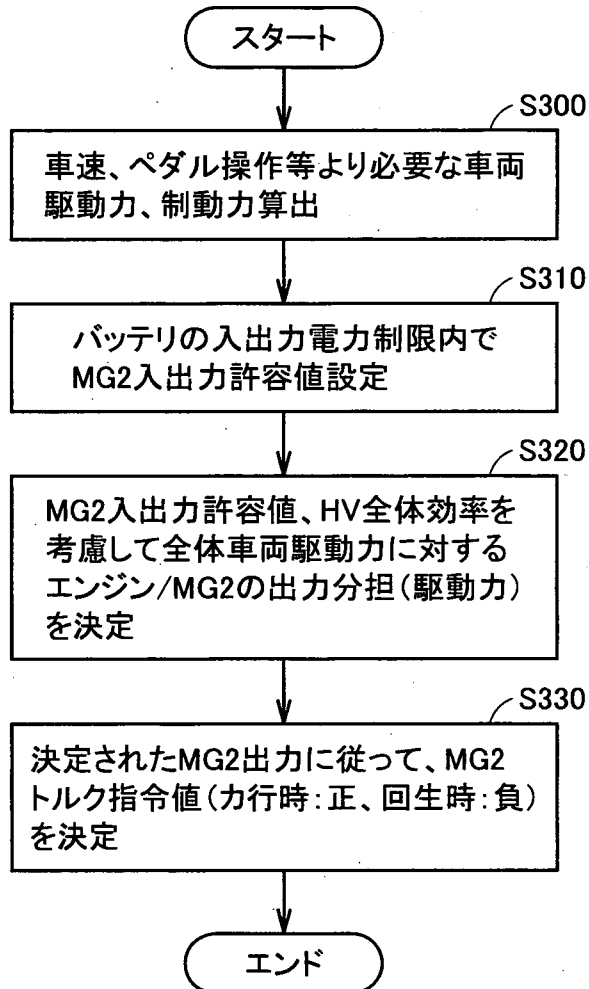 スタート
S300
車速、ペダル操作等より必要な車両
駆動力、制動力算出
S310
バッテリの入出力電力制限内で
MG2入出力許容値設定
S320
MG2入出力許容値、HV全体効率を
考慮して全体車両駆動力に対する
エンジン/MG2の出力分担(駆動力)
を決定
S330
決定されたMG2出力に従って、MG2
トルク指令値(力行時:正、回生時:負)
を決定
エンド